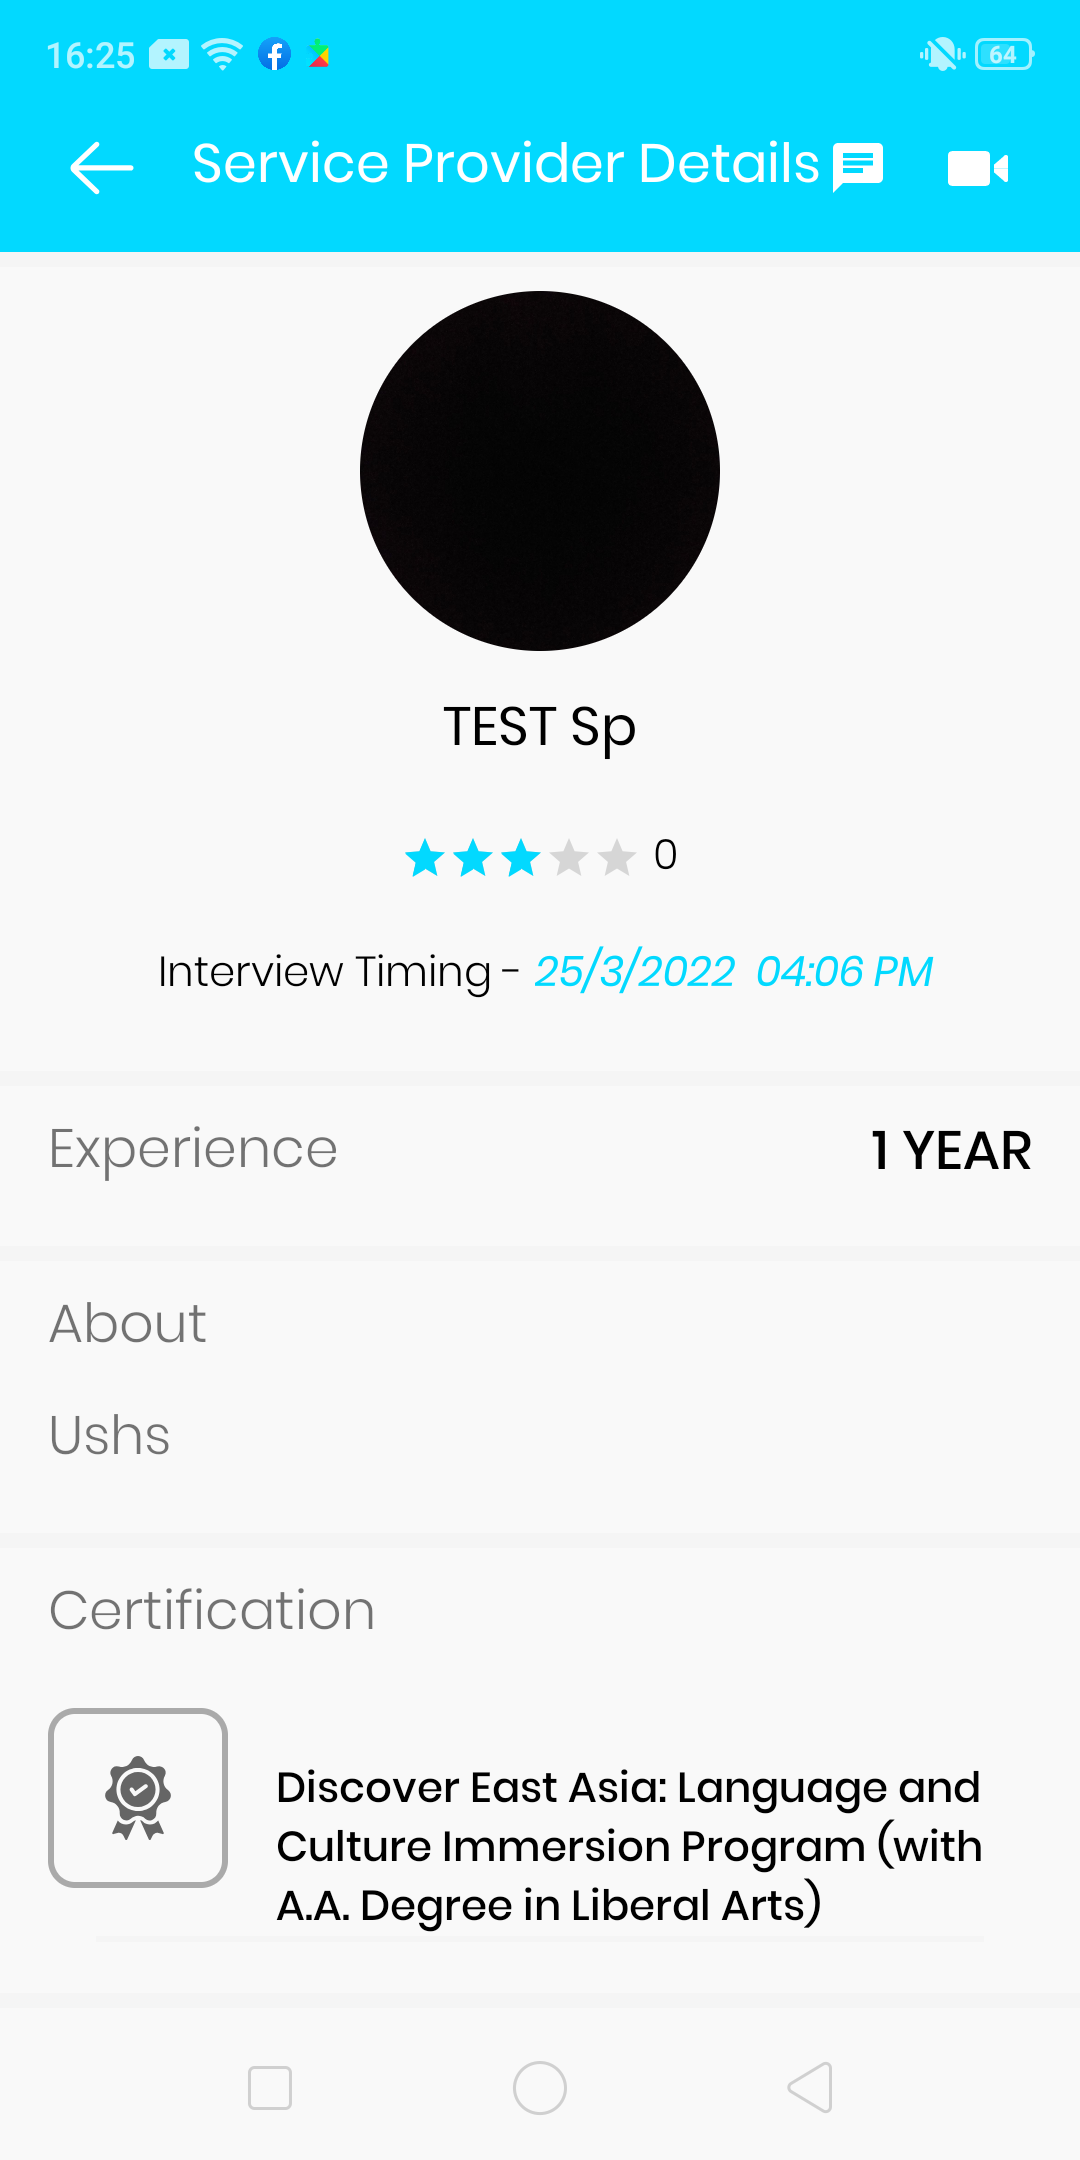 16:25
64
Service Provider Details
TEST Sp
0
Interview Timing - 25/3/2022 04:06 PM
Experience 1 YEAR
About
Ushs
Certification
Discover East Asia: Language and
Culture Immersion Program (with
A.A. Degree in Liberal Arts)